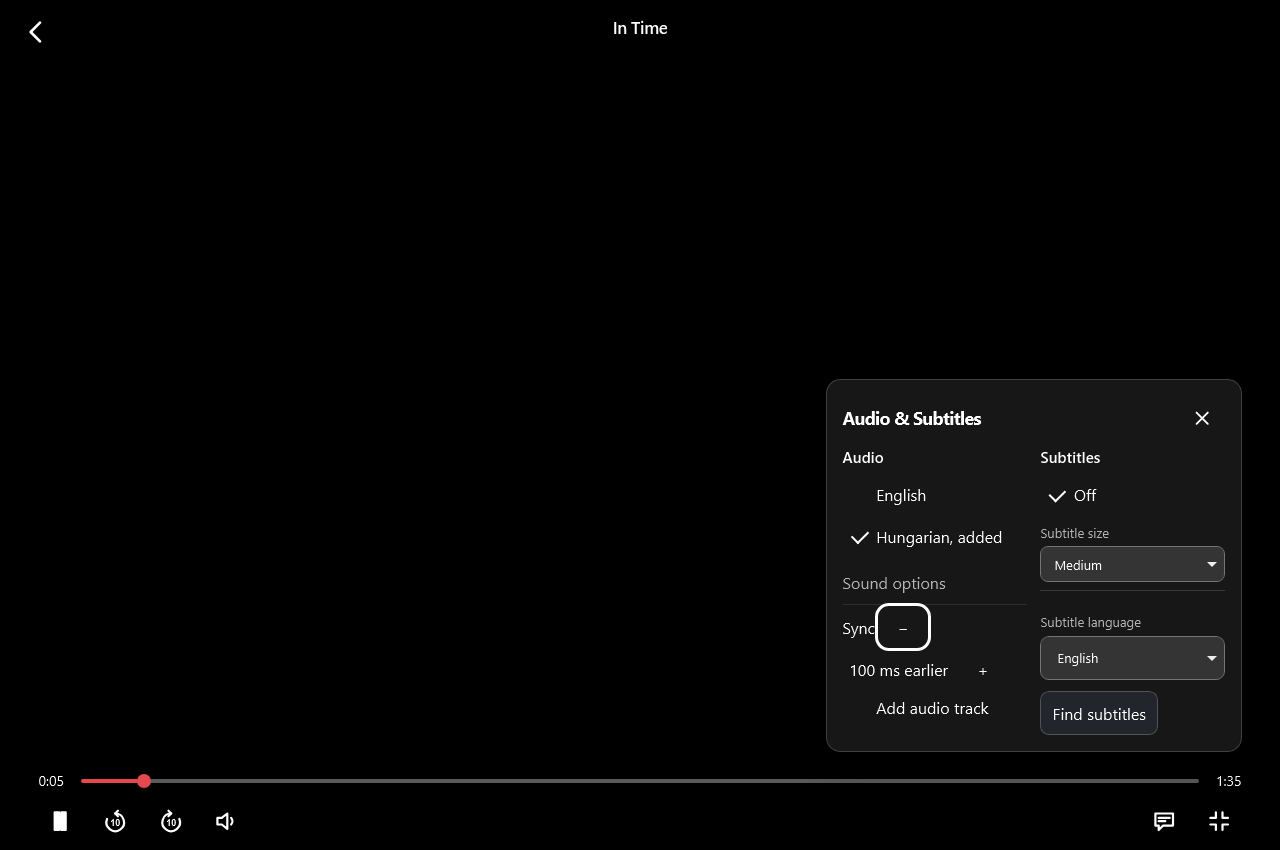 In Time
Audio & Subtitles
Audio
English
Hungarian, added
Sound options
Sync –
100 ms earlier +
Add audio track
Subtitles
Off
Subtitle size
Medium
Subtitle language
English
Find subtitles
0:05
1:35
10
10